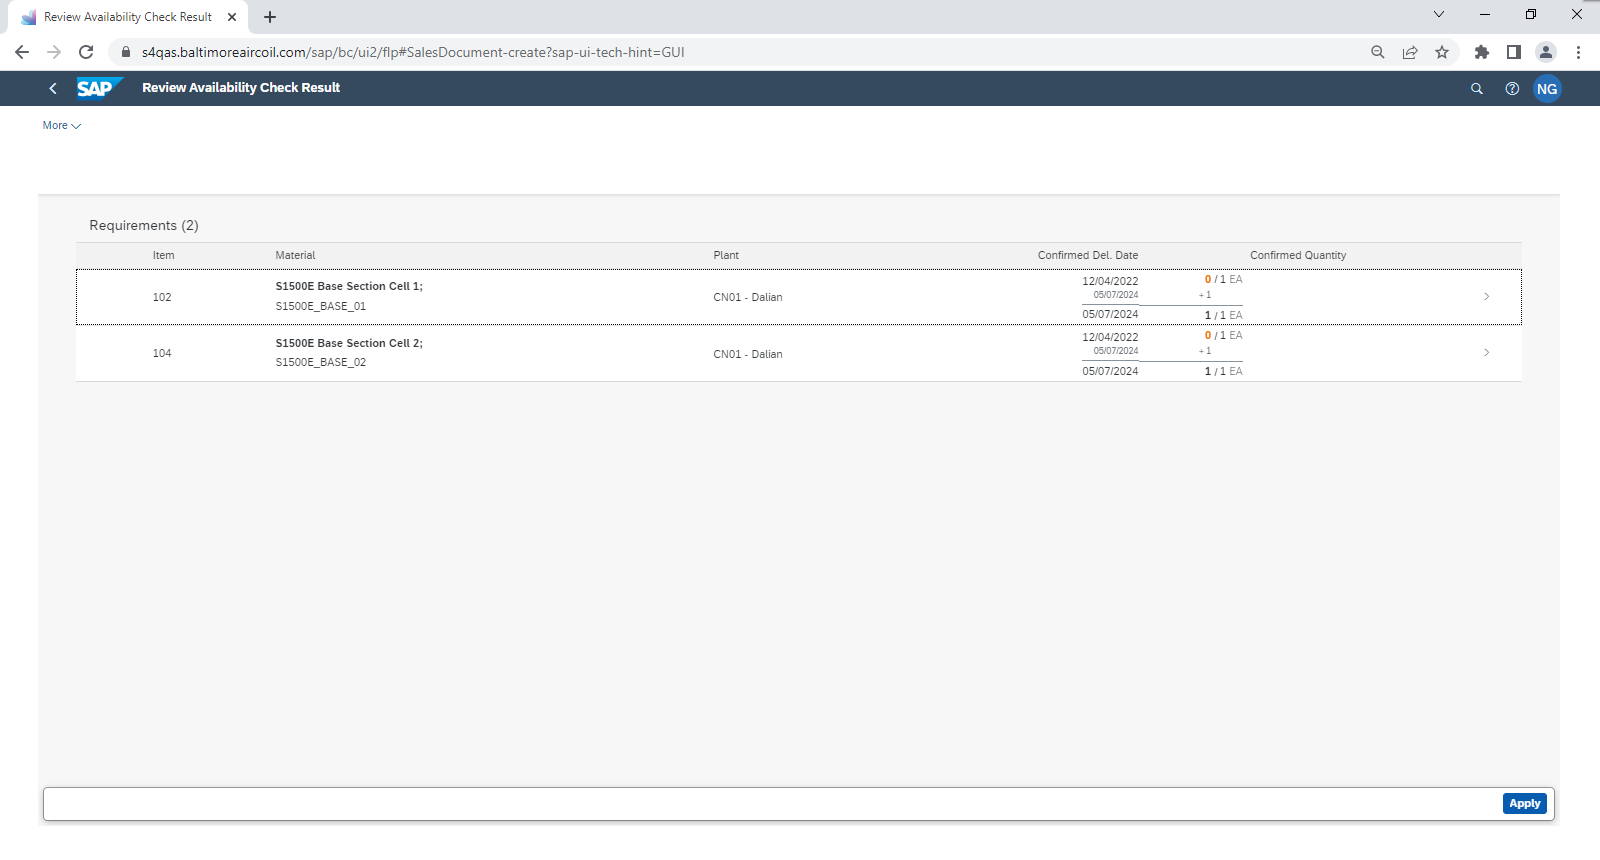 Review Availability Check Result
s4qas.baltimoreaircoil.com/sap/bc/ui2/flp#SalesDocument-create?sap-ui-tech-hint=GUI
SAP Review Availability Check Result NG
More
Requirements (2)
Item Material Plant Confirmed Del. Date Confirmed Quantity
102 S1500E Base Section Cell 1; CN01 - Dalian 12/04/2022 0 / 1 EA
S1500E_BASE_01 05/07/2024 + 1
05/07/2024 1 / 1 EA
104 S1500E Base Section Cell 2; CN01 - Dalian 12/04/2022 0 / 1 EA
S1500E_BASE_02 05/07/2024 + 1
05/07/2024 1 / 1 EA
Apply